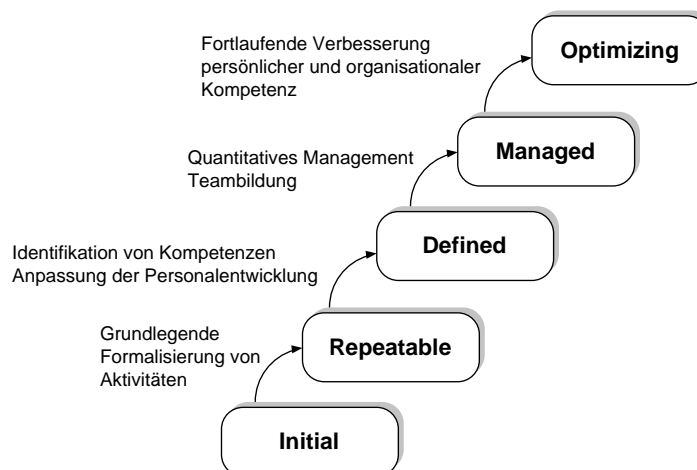 Fortlaufende Verbesserung
persönlicher und organisationaler
Kompetenz
Optimizing
Quantitatives Management
Teambildung
Managed
Identifikation von Kompetenzen
Anpassung der Personalentwicklung
Defined
Grundlegende
Formalisierung von
Aktivitäten
Repeatable
Initial